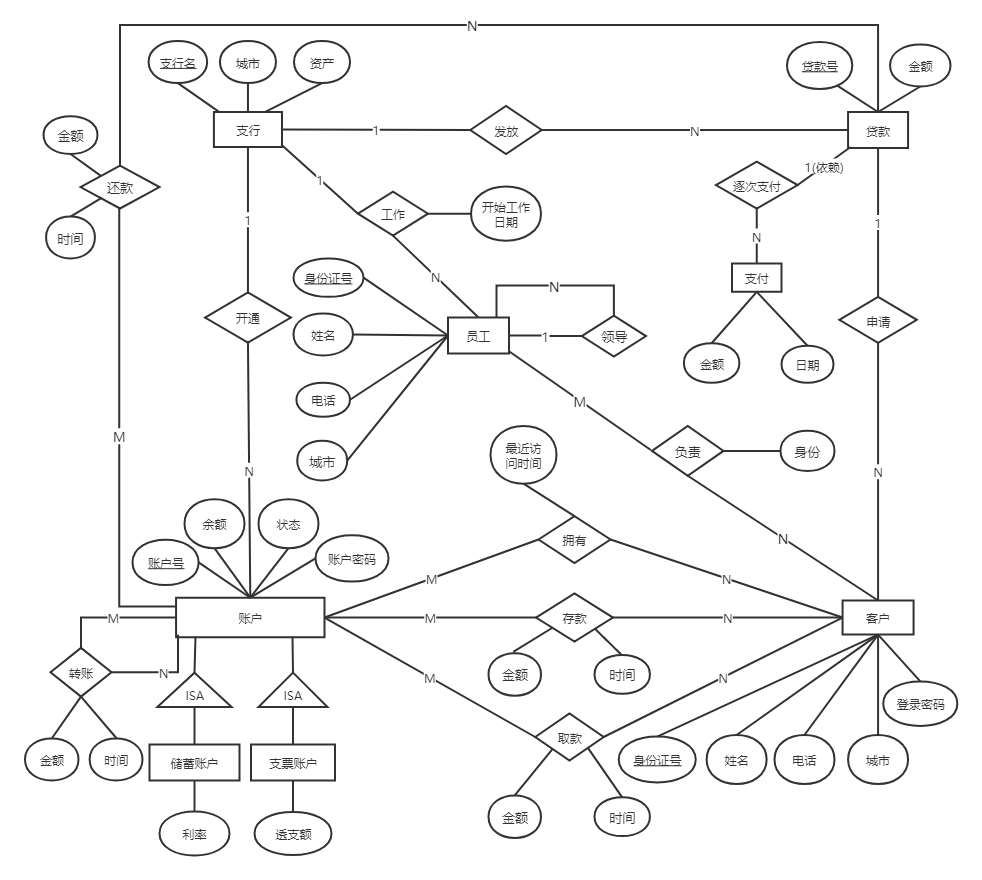 N
支行名
城市
资产
贷款号
金额
金额
支行
1
发放
N
贷款
还款
1
逐次支付
1(依赖)
时间
1
工作
开始工作
日期
N
1
身份证号
N
支付
N
开通
姓名
员工
1
领导
申请
金额
日期
电话
M
M
城市
最近访
问时间
负责
身份
N
N
余额
状态
账户号
账户密码
拥有
N
M
N
M
账户
M
存款
N
客户
转账
N
M
金额
时间
N
ISA
ISA
登录密码
取款
金额
时间
储蓄账户
支票账户
身份证号
姓名
电话
城市
利率
透支额
金额
时间